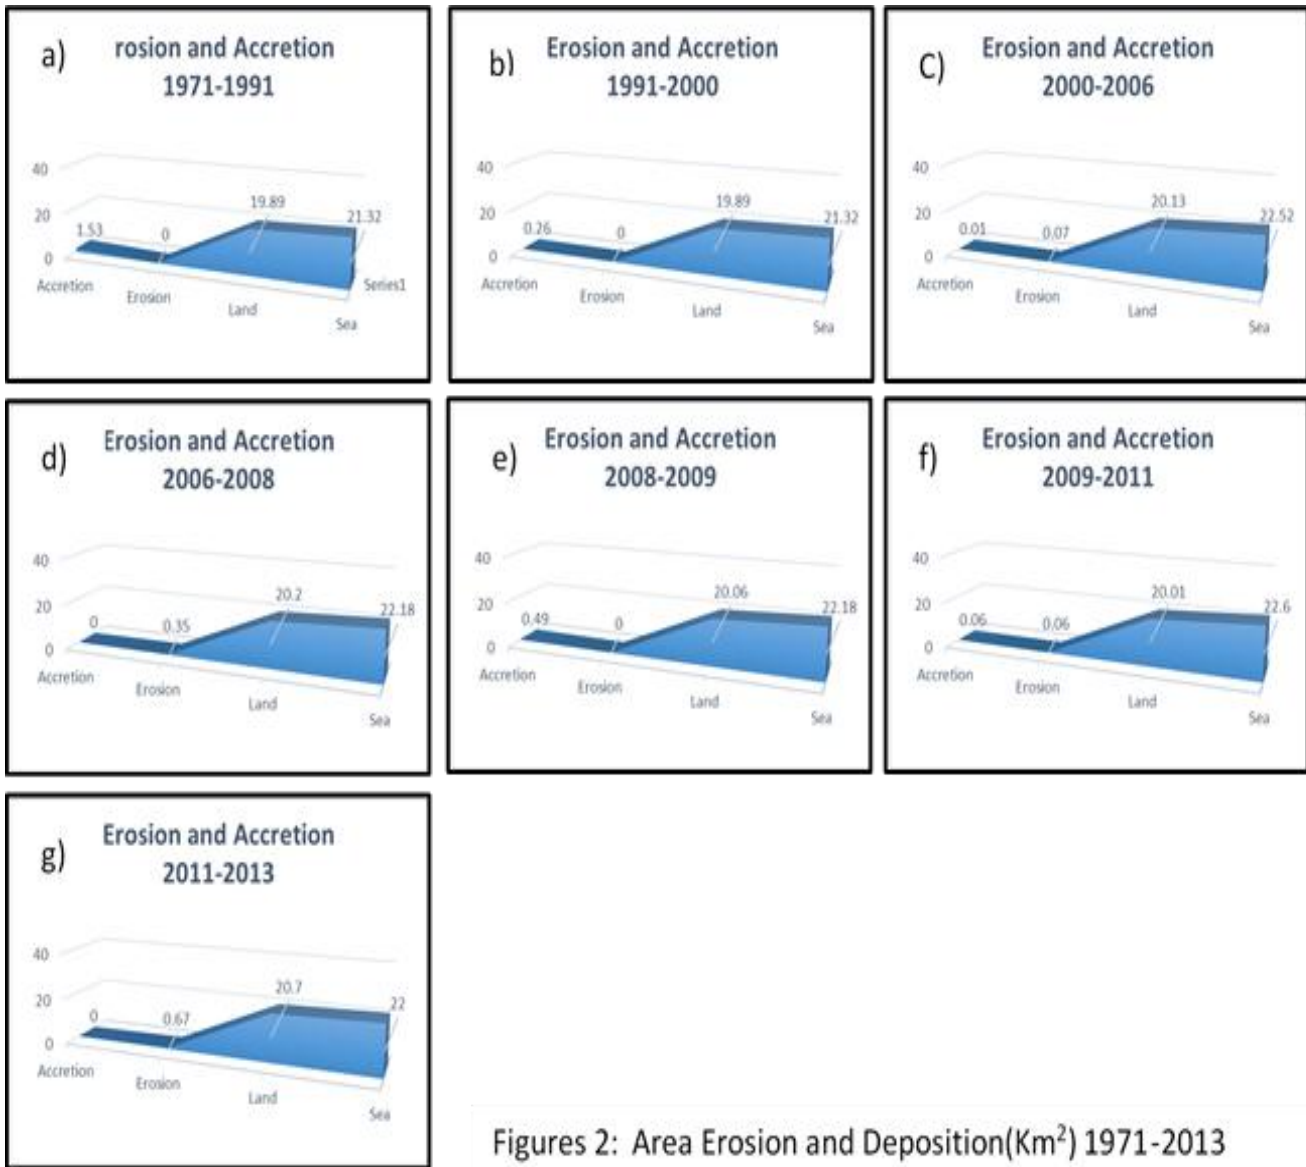 a)
rosion and Accretion
1971-1991
40
20
0
1.53
0
19.89
21.32
Accretion
Erosion
Land
Sea
Series1
b)
Erosion and Accretion
1991-2000
40
20
0
0.26
0
19.89
21.32
Accretion
Erosion
Land
Sea
C)
Erosion and Accretion
2000-2006
40
20
0
0.01
0.07
20.13
22.52
Accretion
Erosion
Land
Sea
d)
Erosion and Accretion
2006-2008
40
20
0
0
0.35
20.2
22.18
Accretion
Erosion
Land
Sea
e)
Erosion and Accretion
2008-2009
40
20
0
0.49
0
20.06
22.18
Accretion
Erosion
Land
Sea
f)
Erosion and Accretion
2009-2011
40
20
0
0.06
0.06
20.01
22.6
Accretion
Erosion
Land
Sea
g)
Erosion and Accretion
2011-2013
40
20
0
0
0.67
20.7
22
Accretion
Erosion
Land
Sea
Figures 2: Area Erosion and Deposition(Km²) 1971-2013